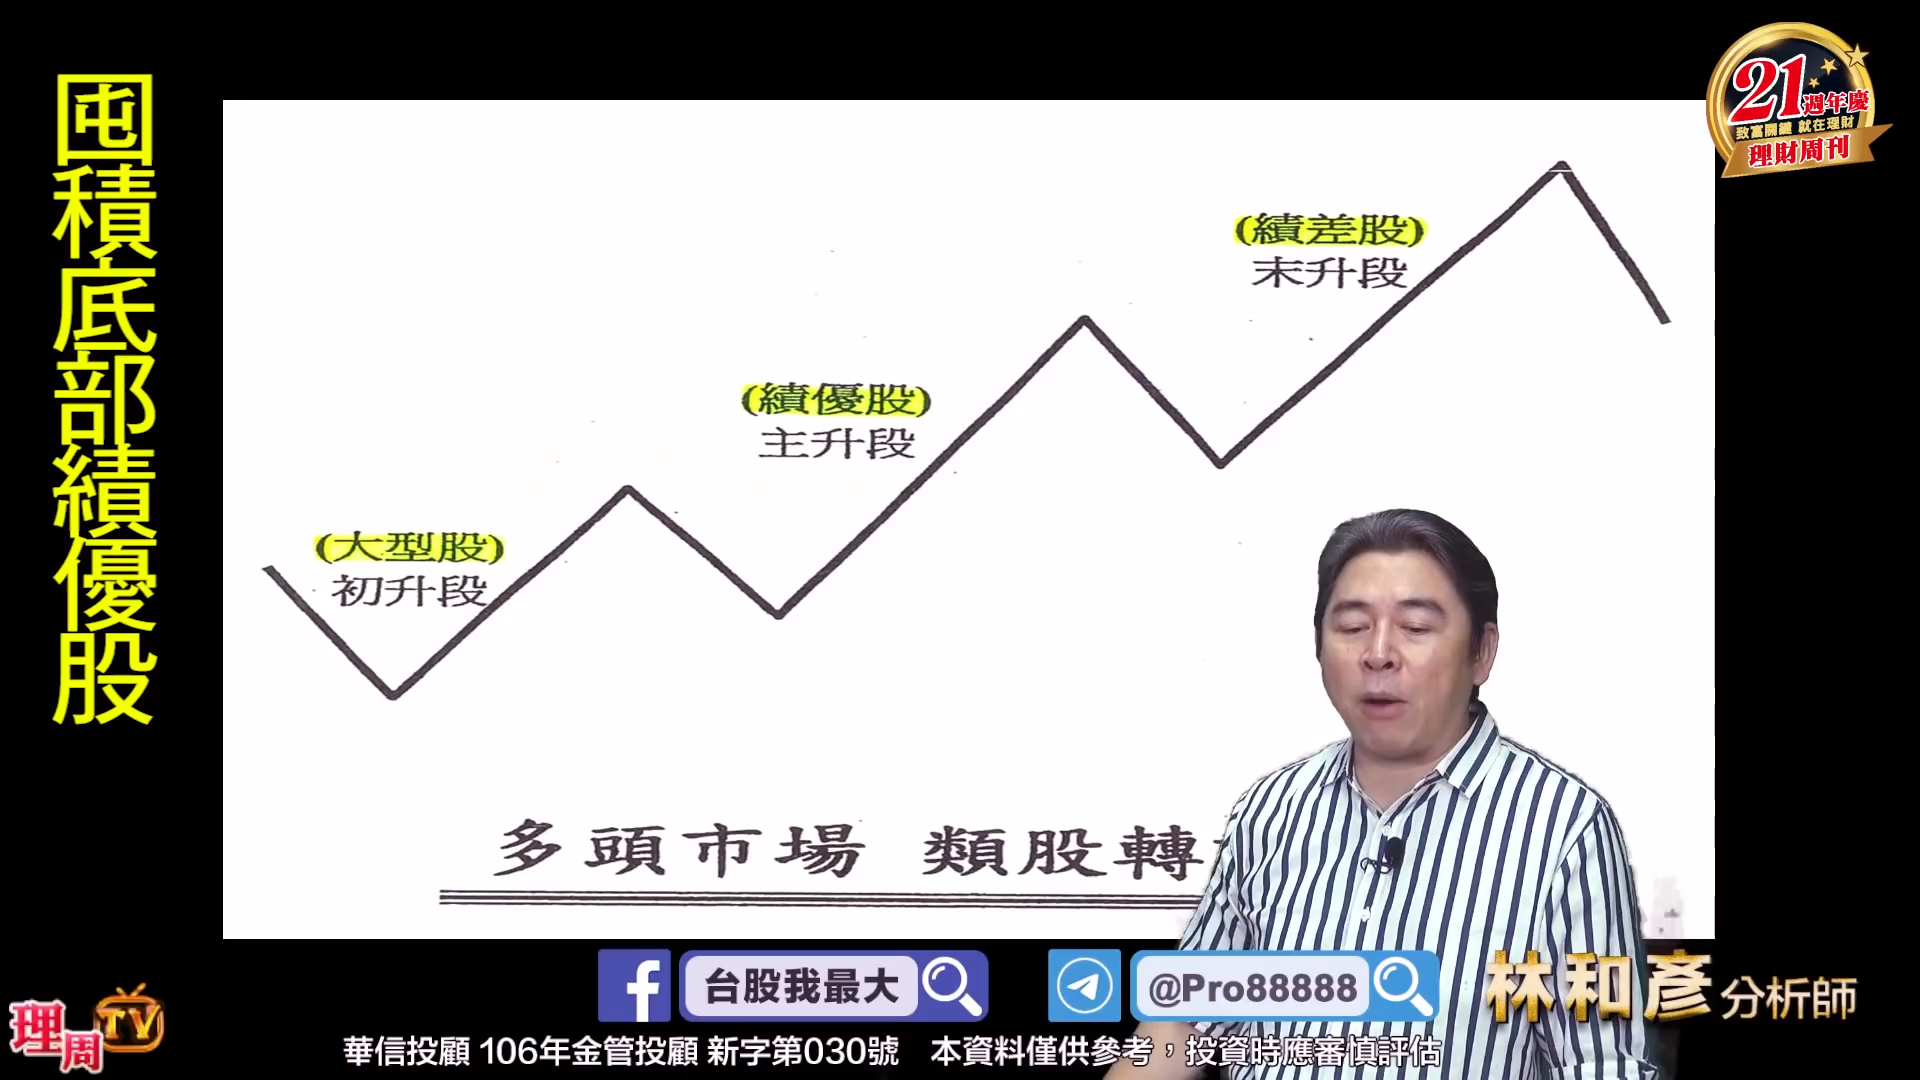 囤積底部績優股
21週年慶
致富關鍵 就在理財
理財周刊
(績差股)
末升段
(績優股)
主升段
(大型股)
初升段
多頭市場 類股轉
台股我最大
@Pro88888
林和彥 分析師
理周TV
華信投顧 106年金管投顧 新字第030號 本資料僅供參考，投資時應審慎評估